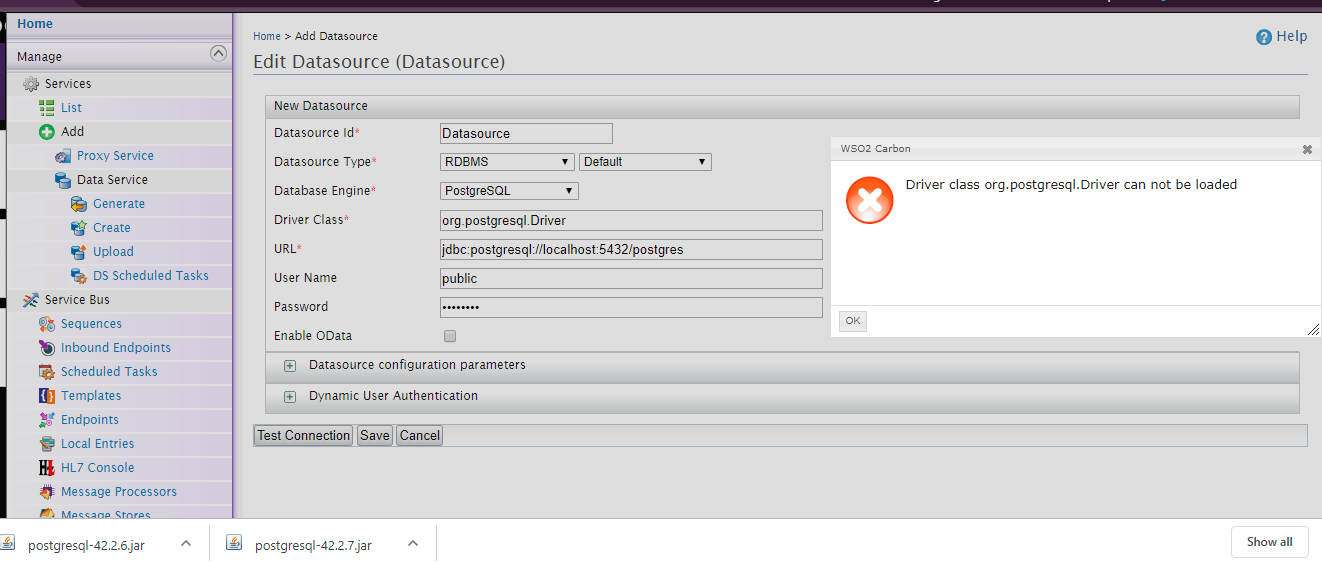 Home
Manage
Services
List
Add
Proxy Service
Data Service
Generate
Create
Upload
DS Scheduled Tasks
Service Bus
Sequences
Inbound Endpoints
Scheduled Tasks
Templates
Endpoints
Local Entries
HL7 Console
Message Processors
Message Stores
Home > Add Datasource
Help
Edit Datasource (Datasource)
New Datasource
Datasource Id* Datasource
Datasource Type* RDBMS Default
Database Engine* PostgreSQL
Driver Class* org.postgresql.Driver
URL* jdbc:postgresql://localhost:5432/postgres
User Name public
Password ••••••••
Enable OData
Datasource configuration parameters
Dynamic User Authentication
Test Connection Save Cancel
WSO2 Carbon
Driver class org.postgresql.Driver can not be loaded
OK
postgresql-42.2.6.jar
postgresql-42.2.7.jar
Show all